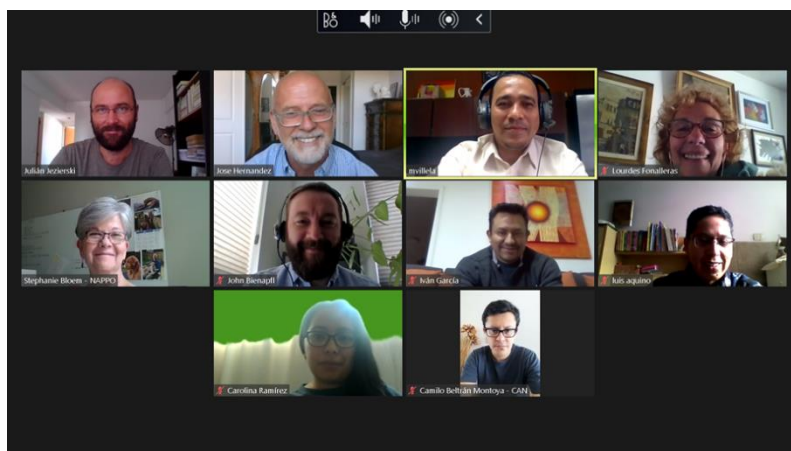 Julián Jezierski
Jose Hernandez
mvillela
Lourdes Fonalleras
Stephanie Bloem - NAPPO
John Bienapfl
Iván García
luis aquino
Carolina Ramírez
Camilo Beltrán Montoya - CAN